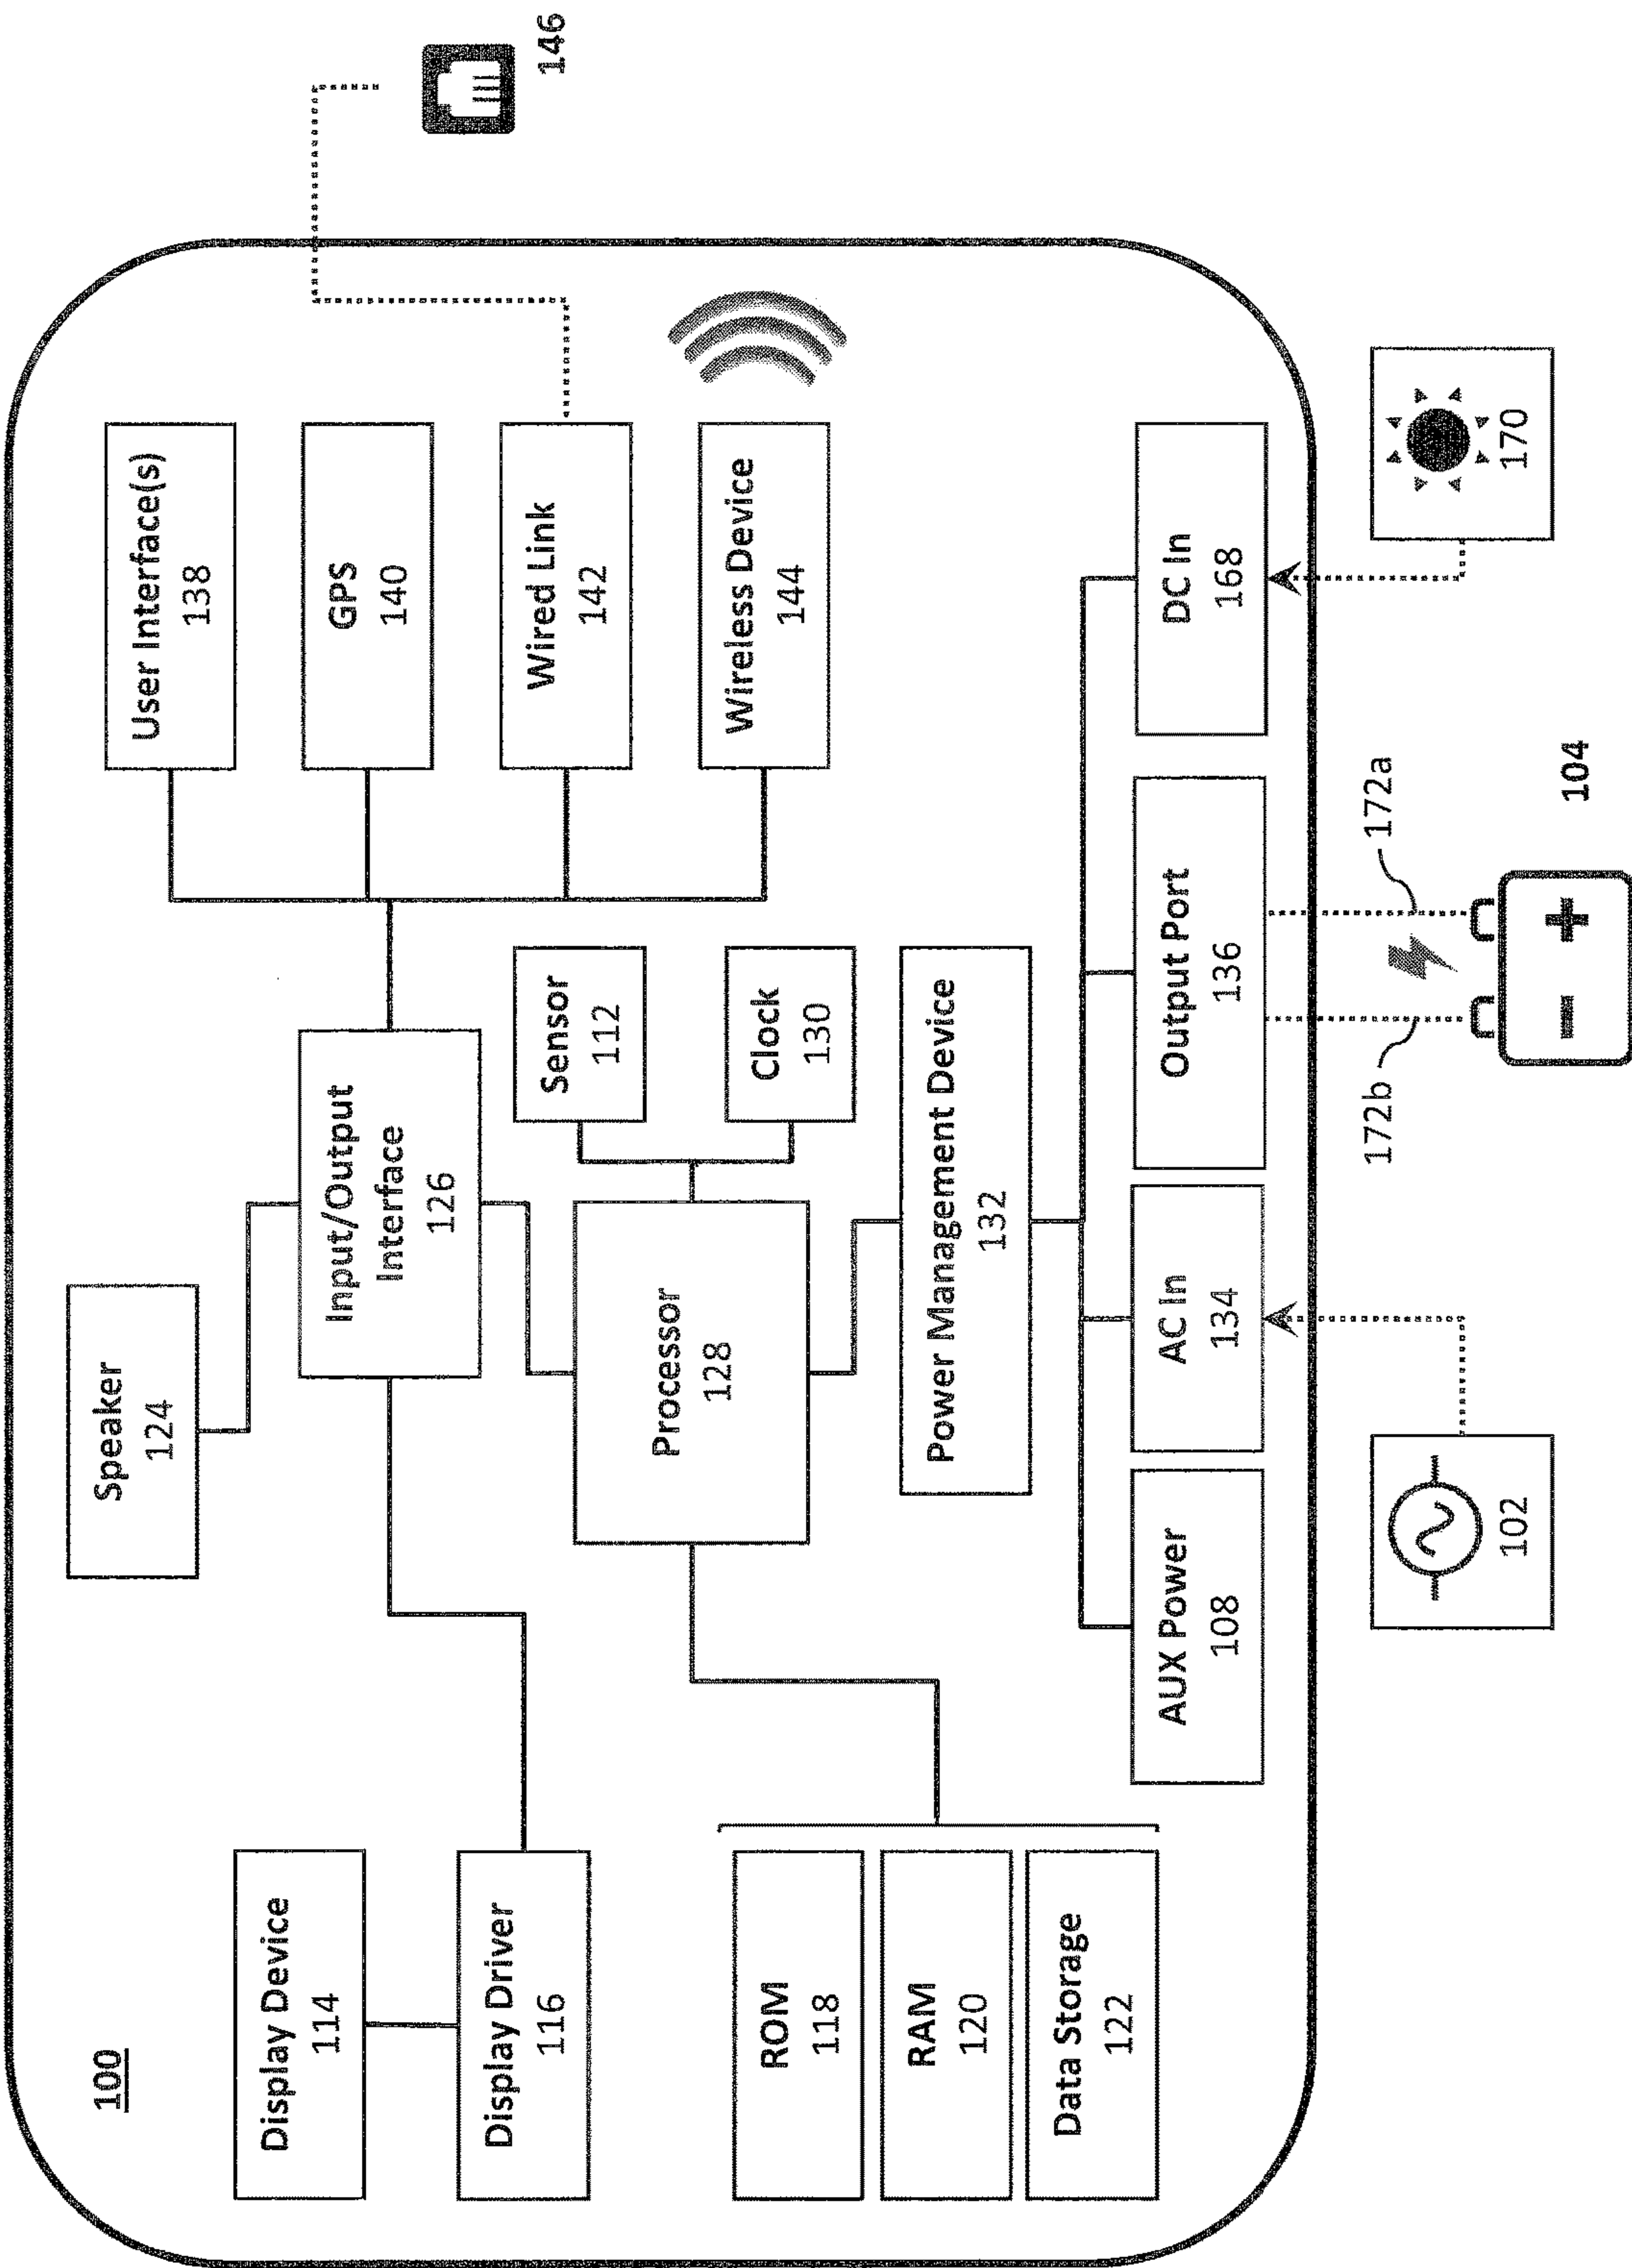 100
Speaker
124
User Interface(s)
138
Display Device
114
Input/Output
Interface
126
GPS
140
146
Display Driver
116
Sensor
112
Wired Link
142
Processor
128
Clock
130
Wireless Device
144
ROM
118
RAM
120
Data Storage
122
Power Management Device
132
AUX Power
108
AC In
134
Output Port
136
DC In
168
172b
172a
102
- +
104
170